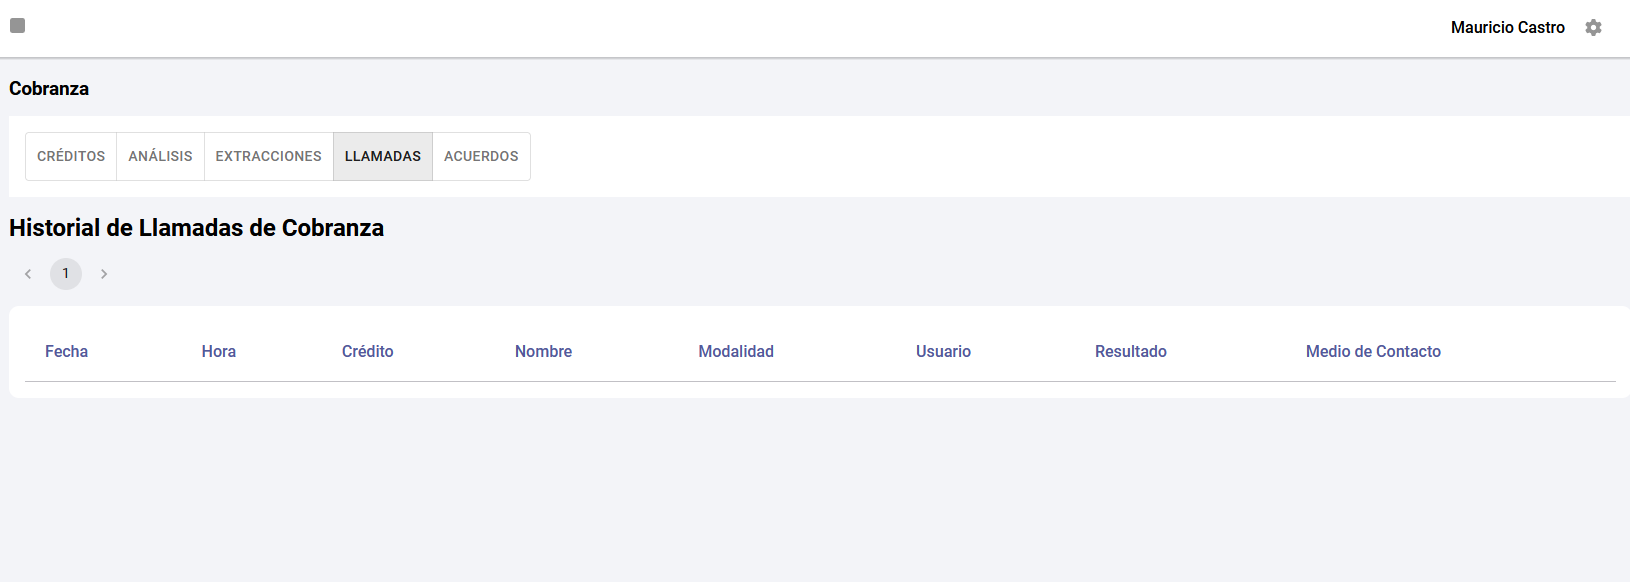 Mauricio Castro
Cobranza
CRÉDITOS ANÁLISIS EXTRACCIONES LLAMADAS ACUERDOS
Historial de Llamadas de Cobranza
1
Fecha Hora Crédito Nombre Modalidad Usuario Resultado Medio de Contacto